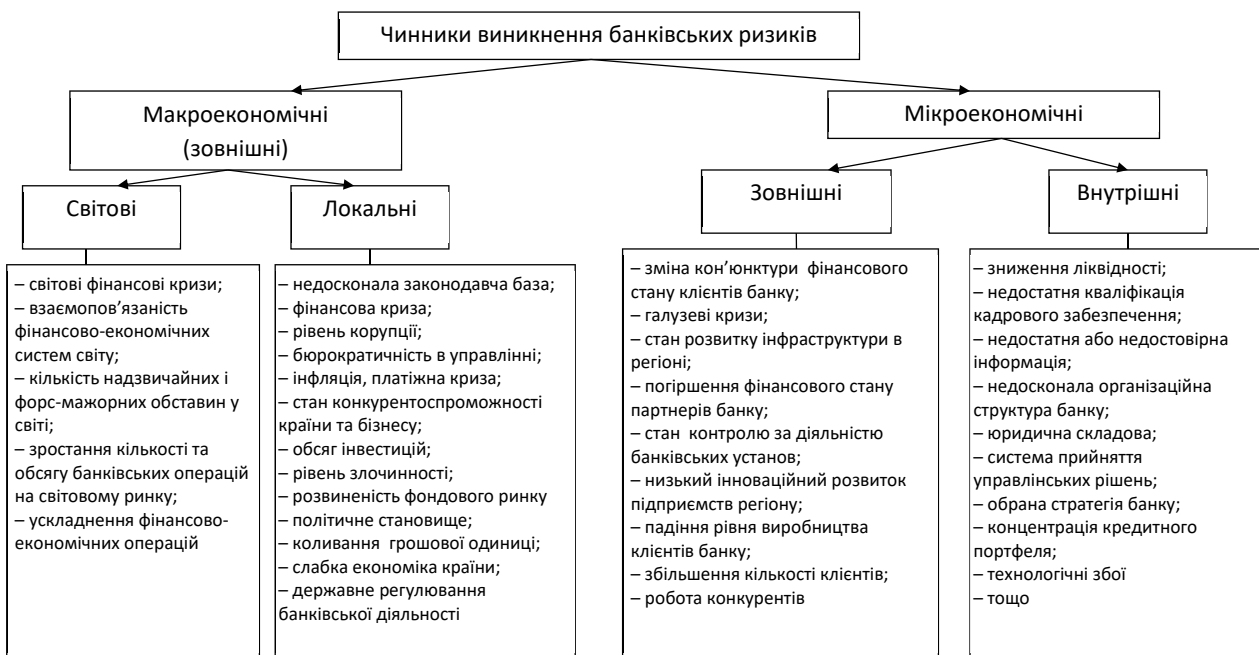 Чинники виникнення банківських ризиків
Макроекономічні
(зовнішні)
Мікроекономічні
Світові
Локальні
Зовнішні
Внутрішні
– світові фінансові кризи;
– взаємопов’язаність
фінансово-економічних
систем світу;
– кількість надзвичайних і
форс-мажорних обставин у
світі;
– зростання кількості та
обсягу банківських операцій
на світовому ринку;
– ускладнення фінансово-
економічних операцій
– недосконала законодавча база;
– фінансова криза;
– рівень корупції;
– бюрократичність в управлінні;
– інфляція, платіжна криза;
– стан конкурентоспроможності
країни та бізнесу;
– обсяг інвестицій;
– рівень злочинності;
– розвиненість фондового ринку
– політичне становище;
– коливання грошової одиниці;
– слабка економіка країни;
– державне регулювання
банківської діяльності
– зміна кон’юнктури фінансового
стану клієнтів банку;
– галузеві кризи;
– стан розвитку інфраструктури в
регіоні;
– погіршення фінансового стану
партнерів банку;
– стан контролю за діяльністю
банківських установ;
– низький інноваційний розвиток
підприємств регіону;
– падіння рівня виробництва
клієнтів банку;
– збільшення кількості клієнтів;
– робота конкурентів
– зниження ліквідності;
– недостатня кваліфікація
кадрового забезпечення;
– недостатня або недостовірна
інформація;
– недосконала організаційна
структура банку;
– юридична складова;
– система прийняття
управлінських рішень;
– обрана стратегія банку;
– концентрація кредитного
портфеля;
– технологічні збої
– тощо